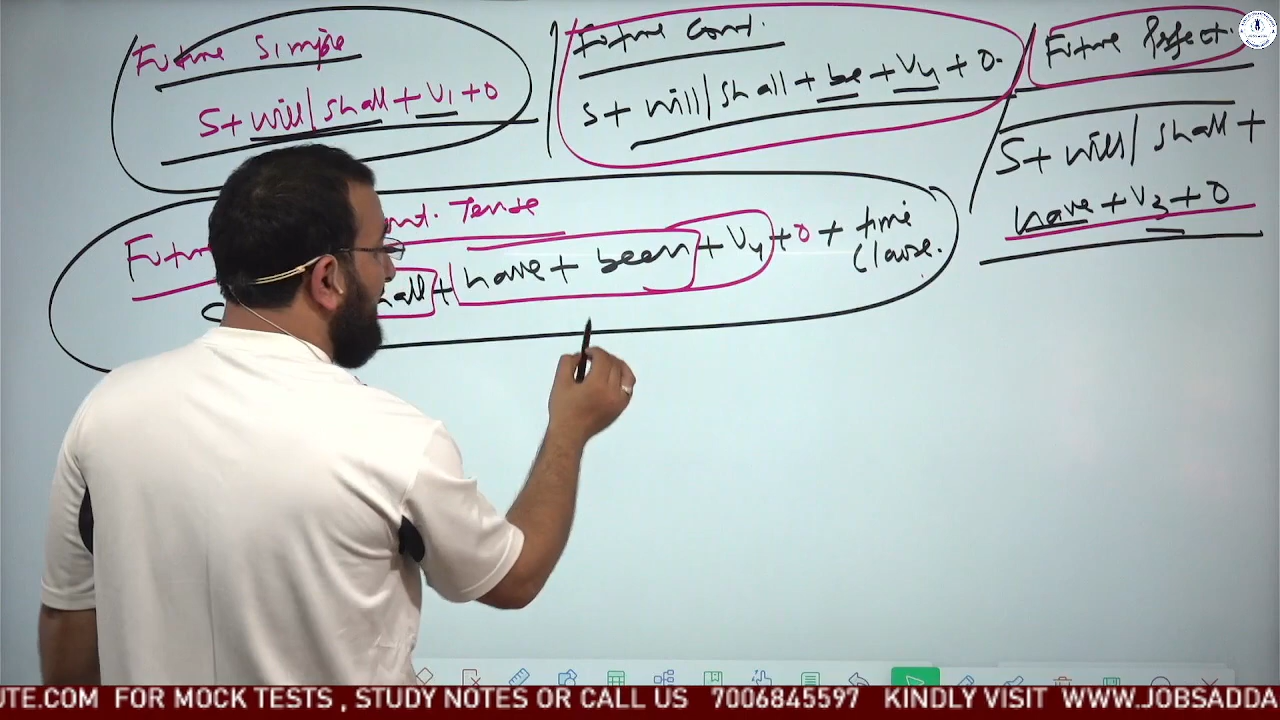 Future Simple
S+ will/shall + V1 + O
Future Cont.
S+ will/shall + be + V4 + O.
Future Perfect.
S+ will/ shall +
have + V3 + O
Cont. Tense
have + been + V4 + O + time
Clause.
UTE.COM FOR MOCK TESTS , STUDY NOTES OR CALL US 7006845597 KINDLY VISIT WWW.JOBSADDA